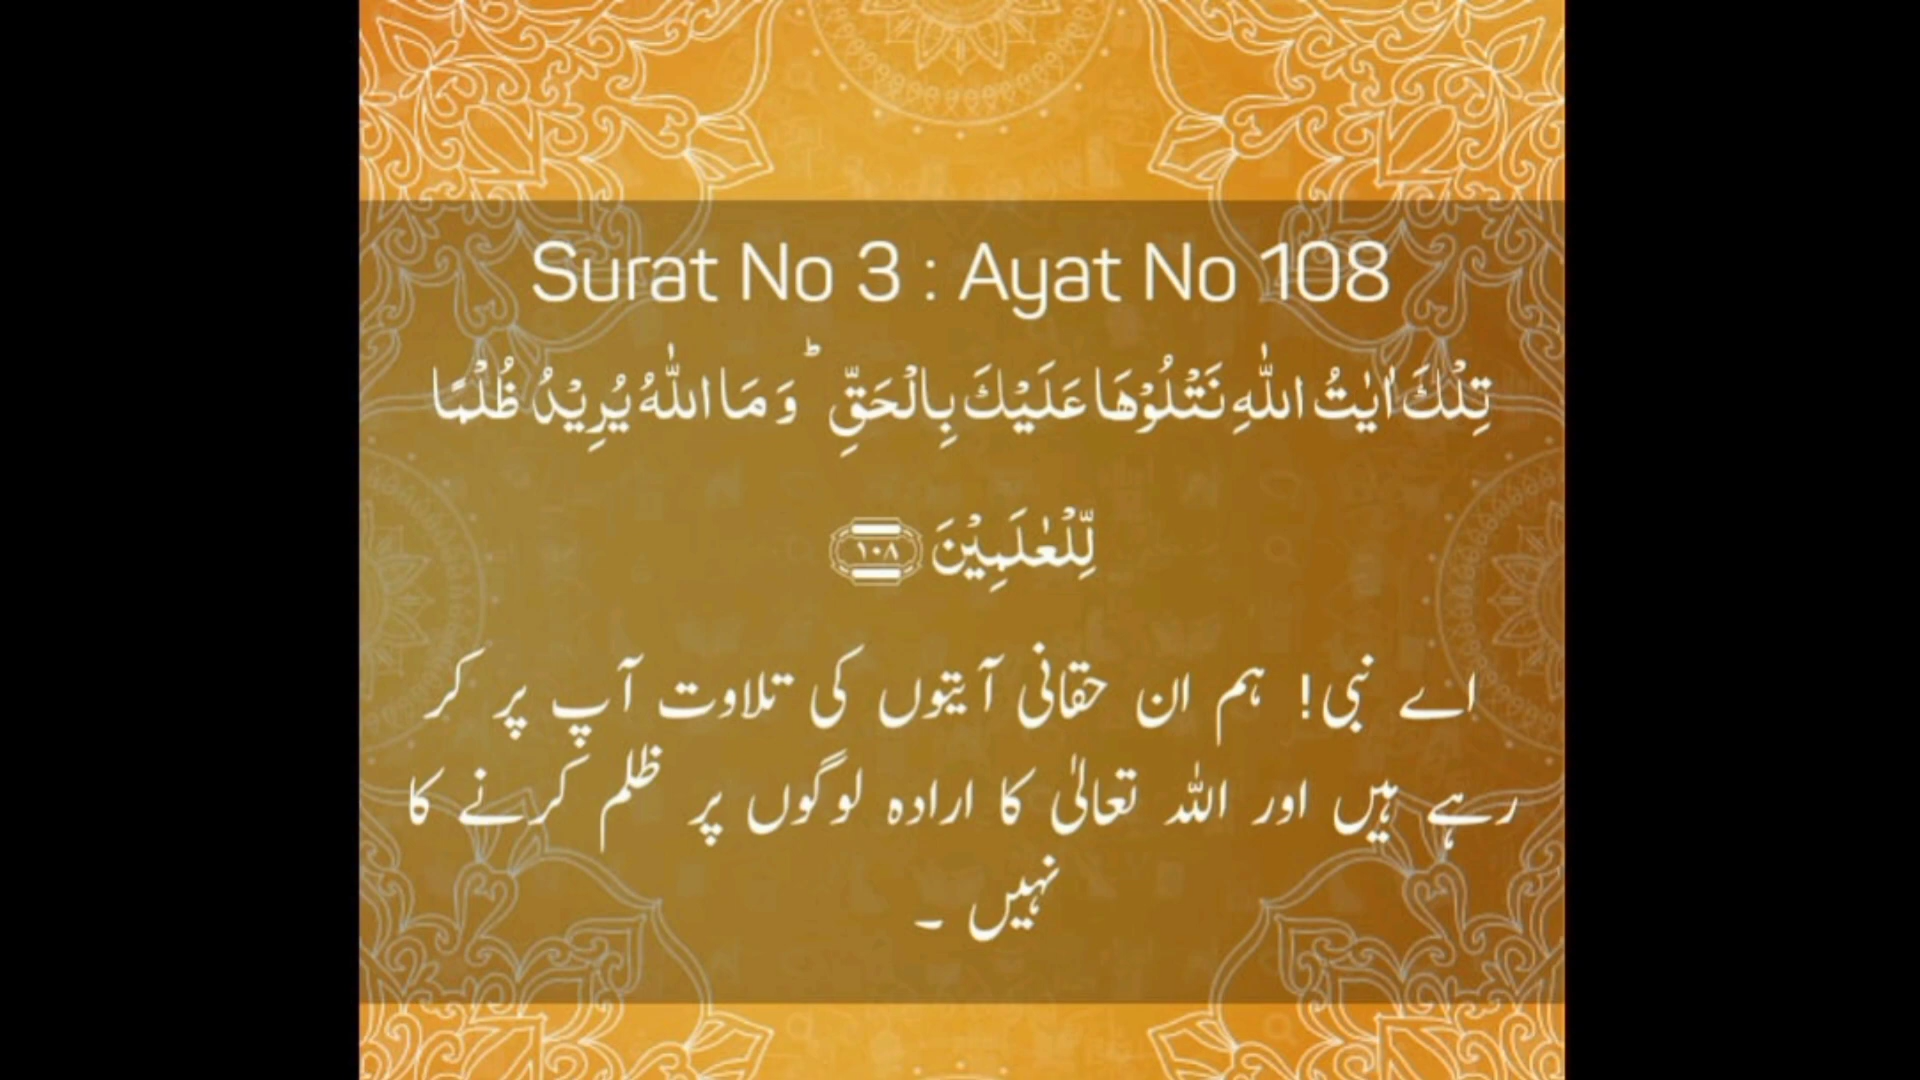 Surat No 3 : Ayat No 108
تِلْكَ اٰیٰتُ اللّٰهِ نَتْلُوْهَا عَلَیْكَ بِالْحَقِّ ؕ وَ مَا اللّٰهُ یُرِیْدُ ظُلْمًا
لِّلْعٰلَمِیْنَ ۝۱۰۸
اے نبی! ہم ان حقانی آیتوں کی تلاوت آپ پر کر
رہے ہیں اور اللہ تعالیٰ کا ارادہ لوگوں پر ظلم کرنے کا
نہیں ۔